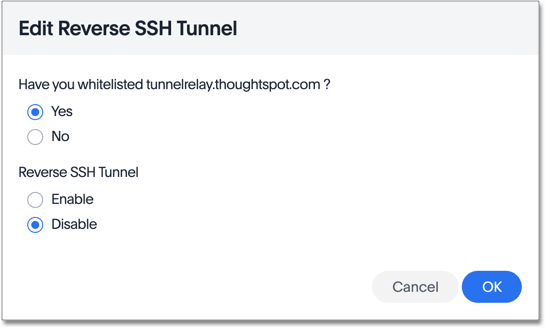 Edit Reverse SSH Tunnel
Have you whitelisted tunnelrelay.thoughtspot.com ?
Yes
No
Reverse SSH Tunnel
Enable
Disable
Cancel
OK